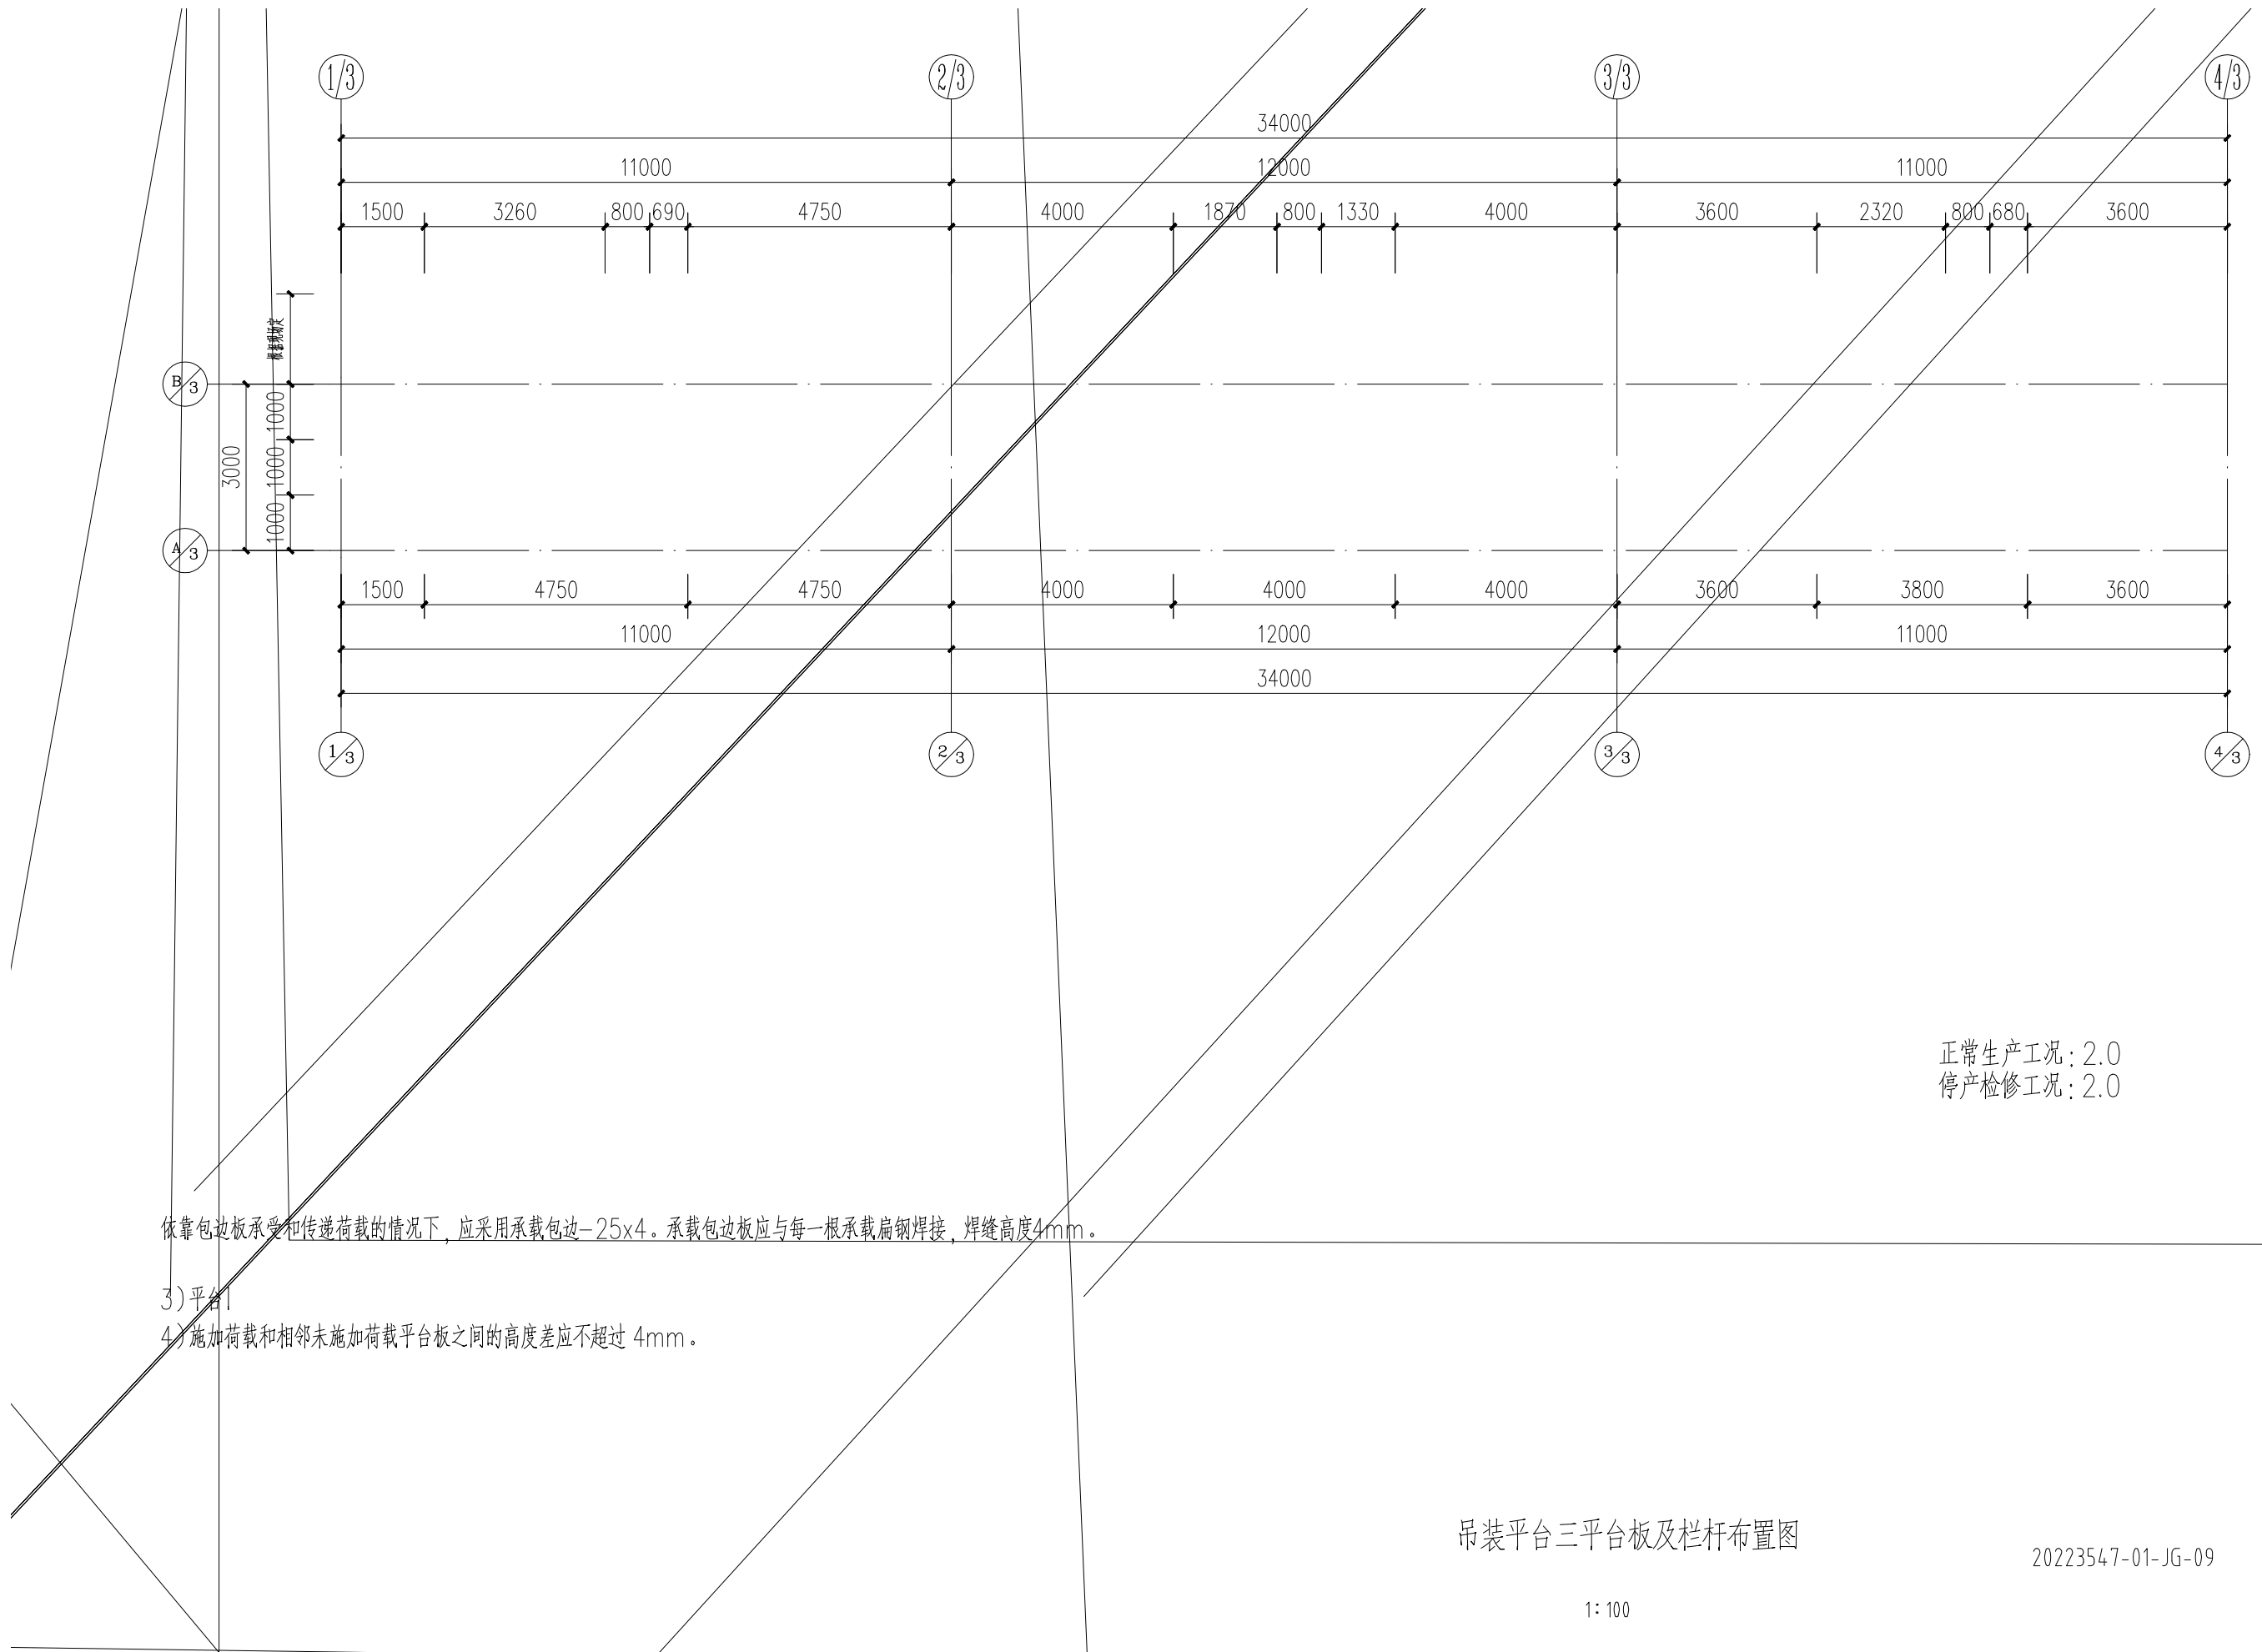 1/3 2/3 3/3 4/3
34000
11000 12000 11000
1500 3260 800 690 4750 4000 1870 800 1330 4000 3600 2320 800 680 3600
根据现场定
B/3
1000
3000 1000
1000
A/3
1500 4750 4750 4000 4000 4000 3600 3800 3600
11000 12000 11000
34000
1/3 2/3 3/3 4/3
正常生产工况:2.0
停产检修工况:2.0
依靠包边板承受和传递荷载的情况下,应采用承载包边-25x4。承载包边板应与每一根承载扁钢焊接,焊缝高度4mm。
3)平台1
4)施加荷载和相邻未施加荷载平台板之间的高度差应不超过 4mm。
吊装平台三平台板及栏杆布置图
20223547-01-JG-09
1:100